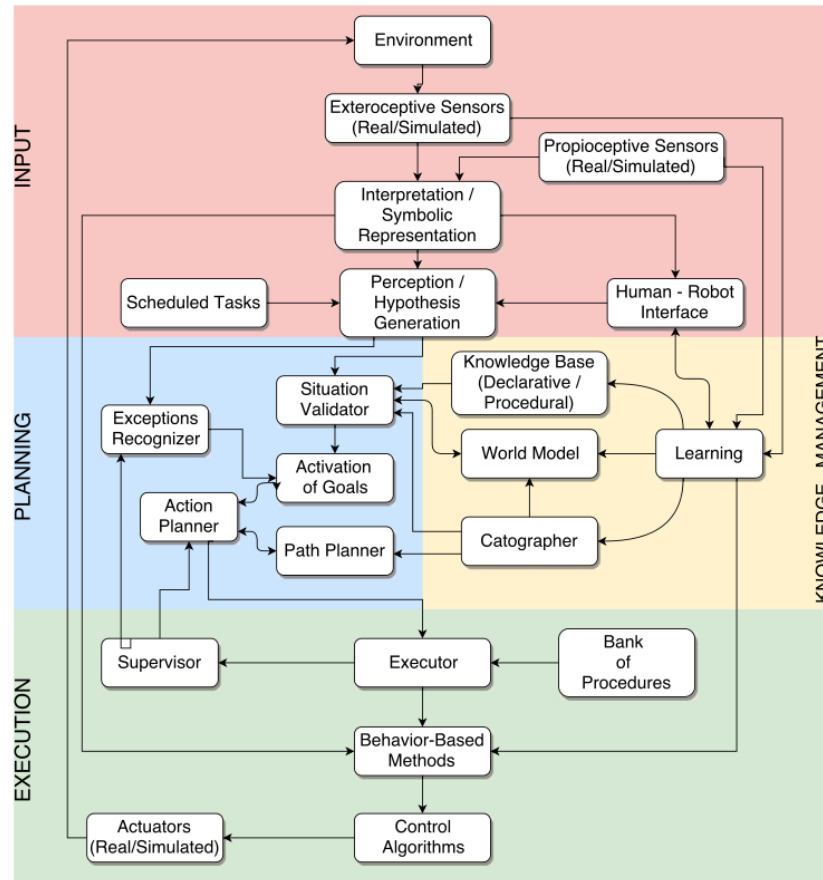 Environment
Exteroceptive Sensors
(Real/Simulated)
Propioceptive Sensors
(Real/Simulated)
INPUT
Interpretation /
Symbolic
Representation
Scheduled Tasks
Perception /
Hypothesis
Generation
Human - Robot
Interface
Knowledge Base
(Declarative /
Procedural)
Situation
Validator
Exceptions
Recognizer
PLANNING
World Model
Learning
KNOWLEDGE MANAGEMENT
Activation
of Goals
Action
Planner
Path Planner
Catographer
Supervisor
Executor
Bank
of
Procedures
EXECUTION
Behavior-Based
Methods
Actuators
(Real/Simulated)
Control
Algorithms